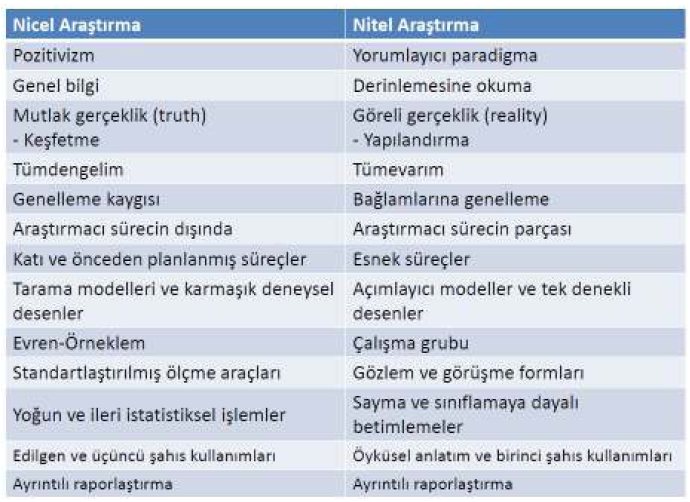 Nicel Araştırma
Nitel Araştırma
Pozitivizm
Yorumlayıcı paradigma
Genel bilgi
Derinlemesine okuma
Mutlak gerçeklik (truth)
- Keşfetme
Göreli gerçeklik (reality)
- Yapılandırma
Tümdengelim
Tümevarım
Genelleme kaygısı
Bağlamlarına genelleme
Araştırmacı sürecin dışında
Araştırmacı sürecin parçası
Katı ve önceden planlanmış süreçler
Esnek süreçler
Tarama modelleri ve karmaşık deneysel
desenler
Açımlayıcı modeller ve tek denekli
desenler
Evren-Örneklem
Çalışma grubu
Standartlaştırılmış ölçme araçları
Gözlem ve görüşme formları
Yoğun ve ileri istatistiksel işlemler
Sayma ve sınıflamaya dayalı
betimlemeler
Edilgen ve üçüncü şahıs kullanımları
Öyküsel anlatım ve birinci şahıs kullanımları
Ayrıntılı raporlaştırma
Ayrıntılı raporlaştırma